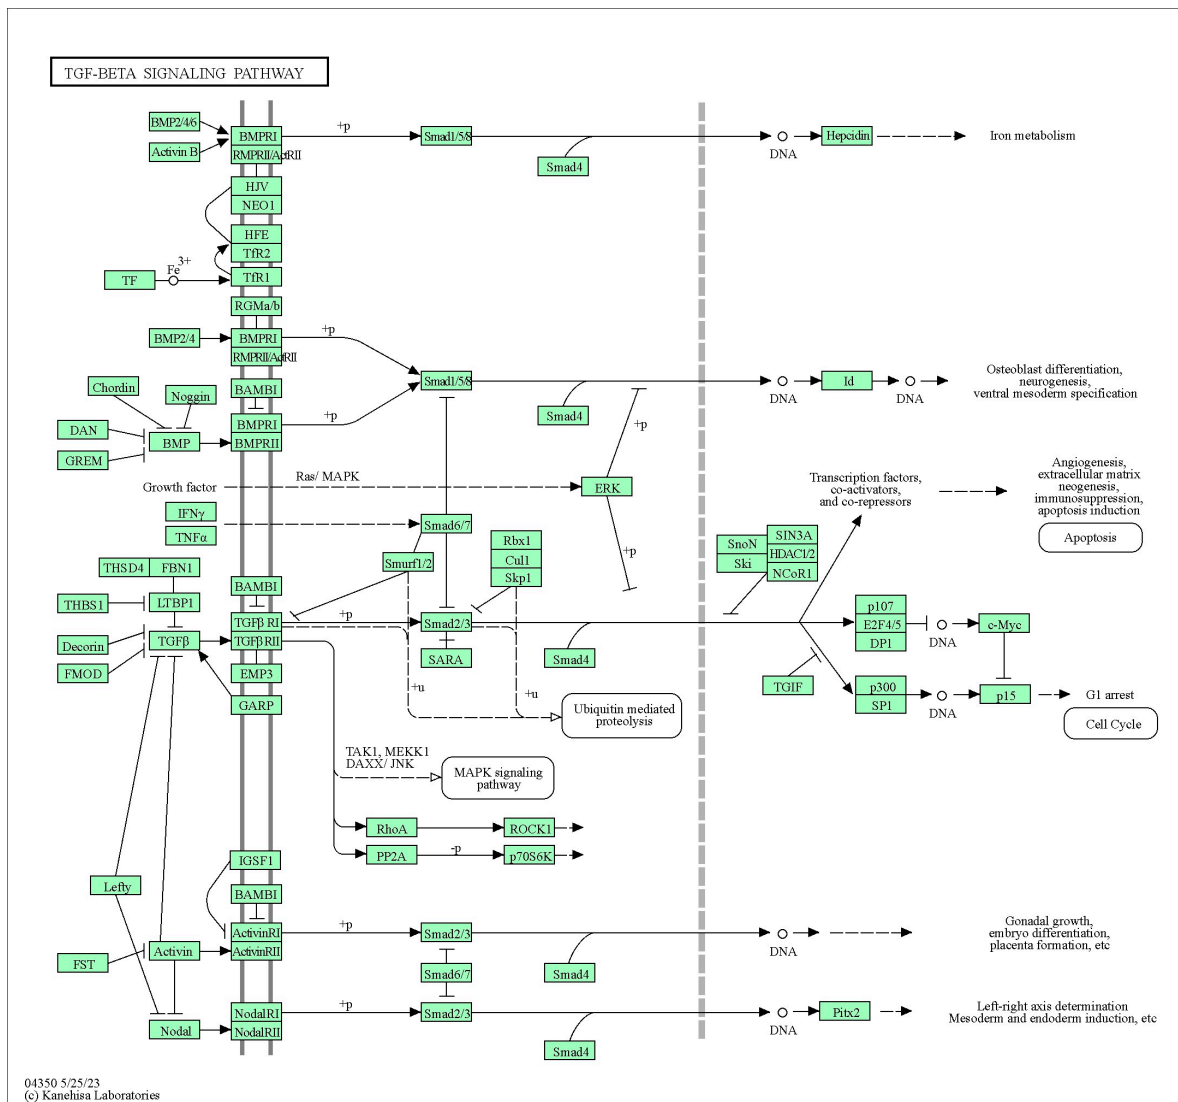 TGF-BETA SIGNALING PATHWAY
BMP2/4/6
Activin B
BMPRI
RMPRII/ActRII
+p
Smad1/5/8
Smad4
DNA
Hepcidin
Iron metabolism
HJV
NEO1
HFE
TfR2
TfR1
TF
Fe
3+
RGMa/b
BMP2/4
BMPRI
RMPRII/ActRII
+p
Smad1/5/8
Smad4
DNA
Id
DNA
Osteoblast differentiation,
neurogenesis,
ventral mesoderm specification
Chordin
Noggin
DAN
GREM
BMP
BAMBI
BMPRI
BMPRII
+p
+p
Growth factor
Ras/ MAPK
ERK
+p
IFNγ
TNFα
Smad6/7
Smurf1/2
Rbx1
Cul1
Skp1
Transcription factors,
co-activators,
and co-repressors
Angiogenesis,
extracellular matrix
neogenesis,
immunosuppression,
apoptosis induction
Apoptosis
SnoN
Ski
SIN3A
HDAC1/2
NCoR1
THSD4
FBN1
THBS1
LTBP1
Decorin
FMOD
TGFβ
BAMBI
TGFβ RI
TGFβRII
EMP3
GARP
+p
Smad2/3
SARA
Smad4
+u
+u
Ubiquitin mediated
proteolysis
TGIF
p107
E2F4/5
DP1
DNA
c-Myc
p300
SP1
DNA
p15
G1 arrest
Cell Cycle
TAK1, MEKK1
DAXX/ JNK
MAPK signaling
pathway
RhoA
ROCK1
PP2A
-p
p70S6K
IGSF1
BAMBI
Lefty
FST
Activin
ActivinRI
ActivinRII
+p
Smad2/3
Smad4
DNA
Gonadal growth,
embryo differentiation,
placenta formation, etc
Smad6/7
Nodal
NodalRI
NodalRII
+p
Smad2/3
Smad4
DNA
Pitx2
Left-right axis determination
Mesoderm and endoderm induction, etc
04350 5/25/23
(c) Kanehisa Laboratories